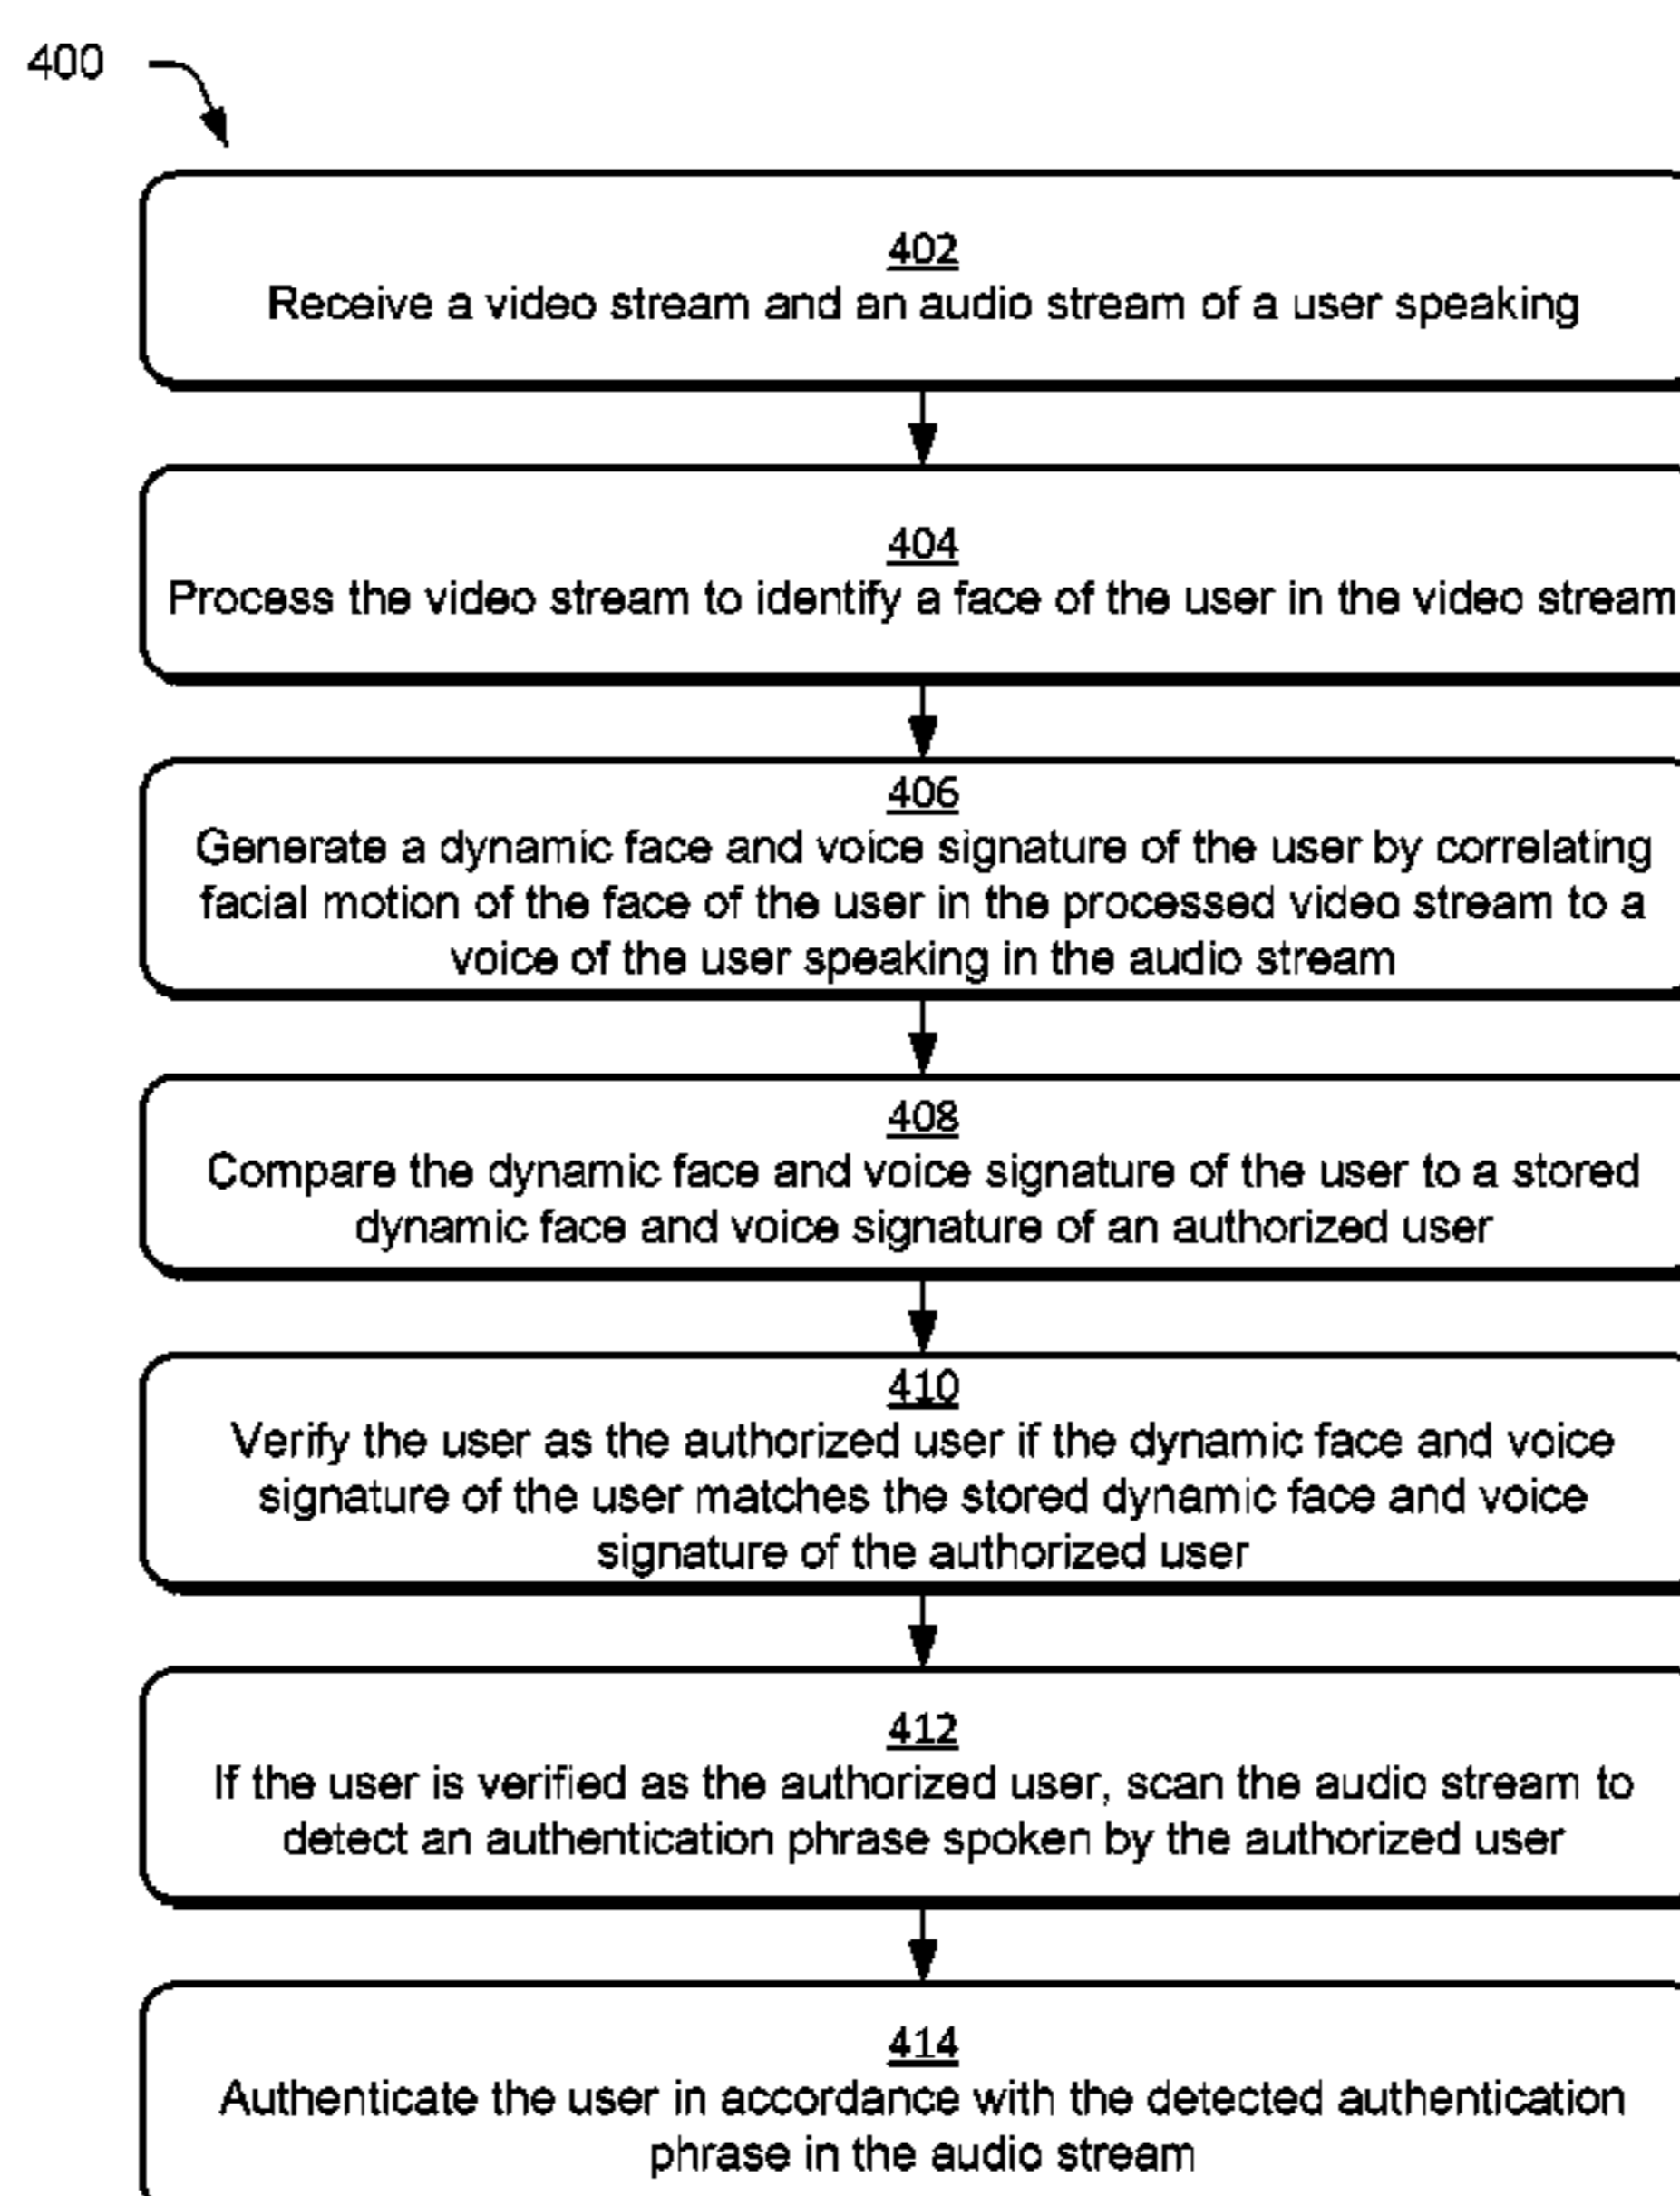 400
402
Receive a video stream and an audio stream of a user speaking
404
Process the video stream to identify a face of the user in the video stream
406
Generate a dynamic face and voice signature of the user by correlating
facial motion of the face of the user in the processed video stream to a
voice of the user speaking in the audio stream
408
Compare the dynamic face and voice signature of the user to a stored
dynamic face and voice signature of an authorized user
410
Verify the user as the authorized user if the dynamic face and voice
signature of the user matches the stored dynamic face and voice
signature of the authorized user
412
If the user is verified as the authorized user, scan the audio stream to
detect an authentication phrase spoken by the authorized user
414
Authenticate the user in accordance with the detected authentication
phrase in the audio stream